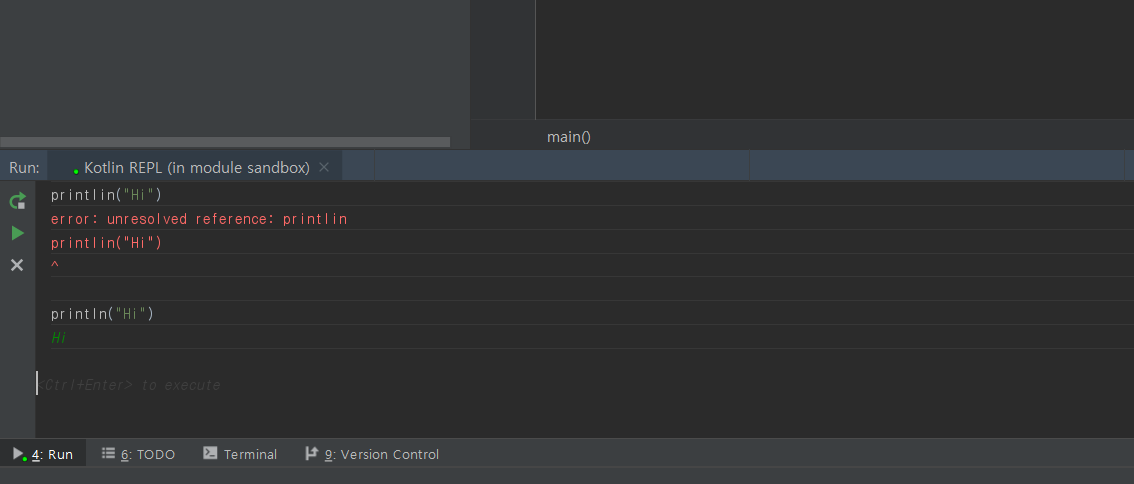 main()
Run: Kotlin REPL (in module sandbox)
printlin("Hi")
error: unresolved reference: printlin
printlin("Hi")
^
println("Hi")
Hi
<Ctrl+Enter> to execute
4: Run 6: TODO Terminal 9: Version Control